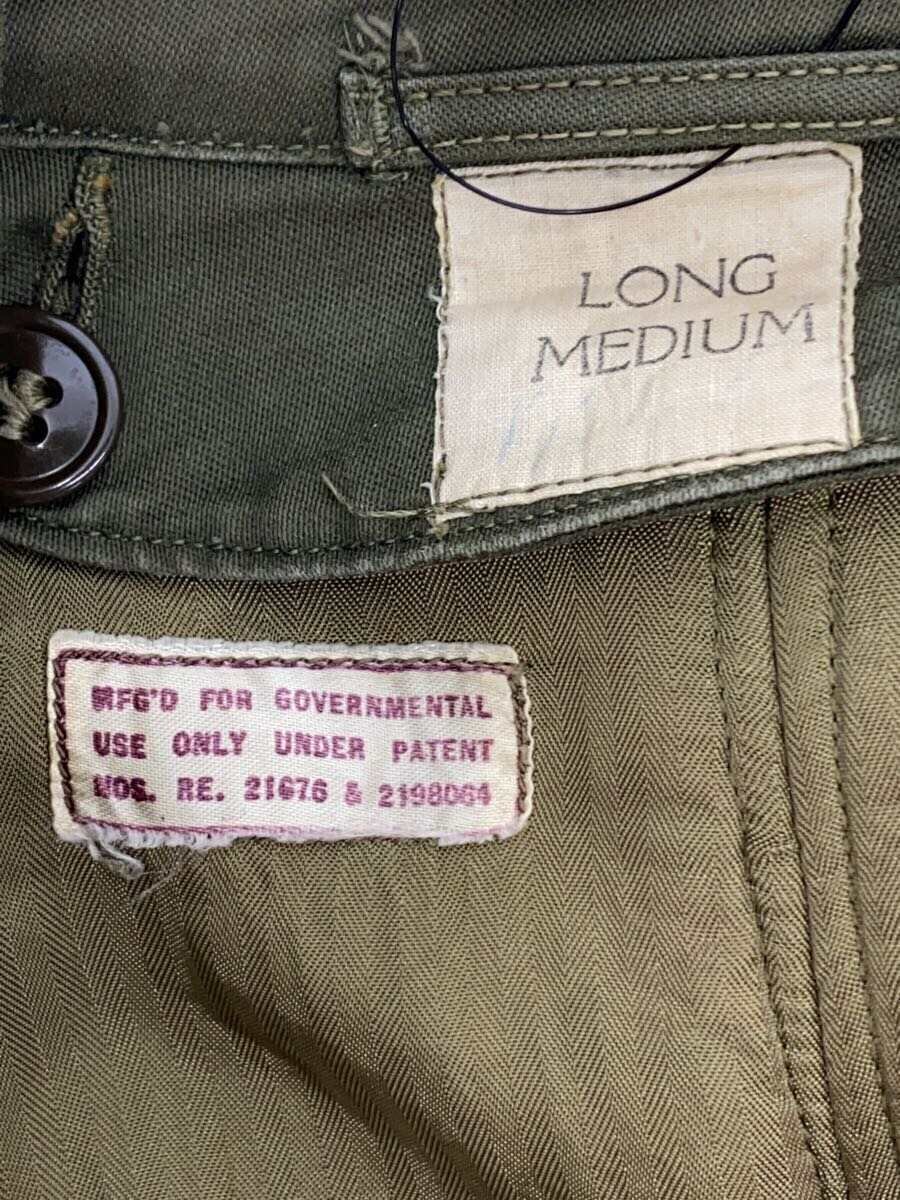 LONG
MEDIUM
MFG'D FOR GOVERNMENTAL
USE ONLY UNDER PATENT
NOS. RE. 21676 & 2198064